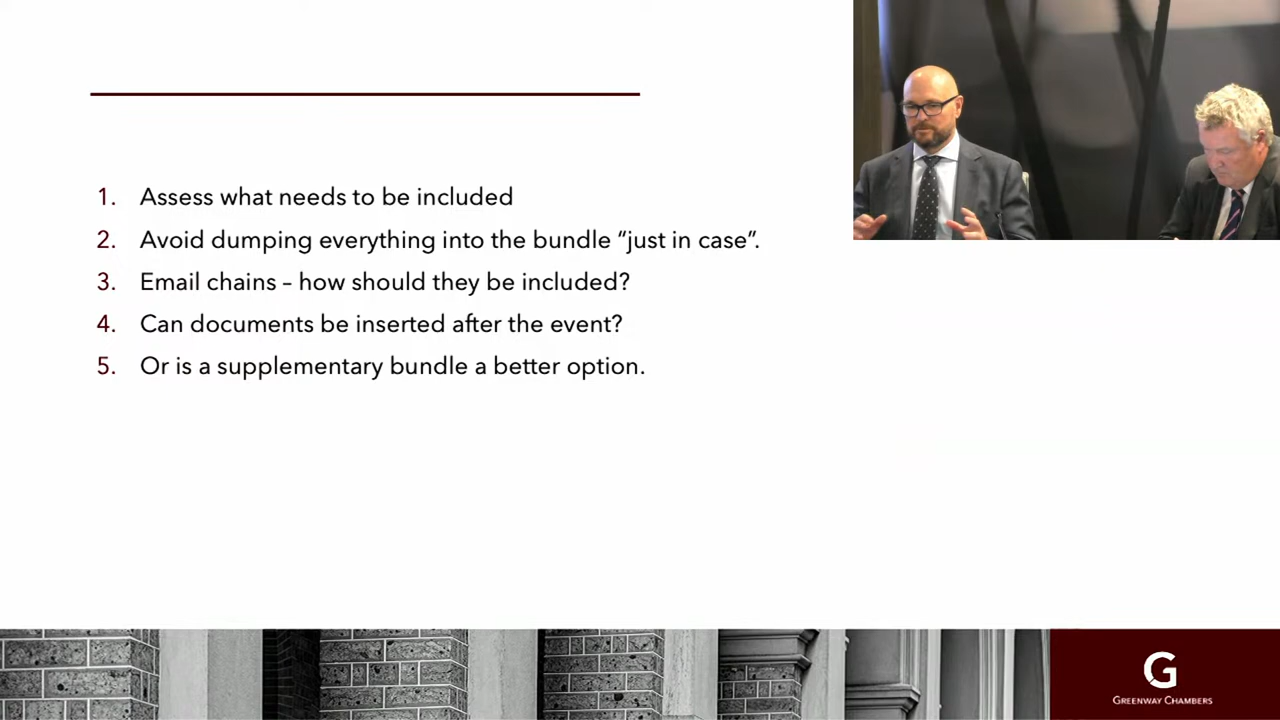 1. Assess what needs to be included
2. Avoid dumping everything into the bundle “just in case”.
3. Email chains – how should they be included?
4. Can documents be inserted after the event?
5. Or is a supplementary bundle a better option.
G
GREENWAY CHAMBERS